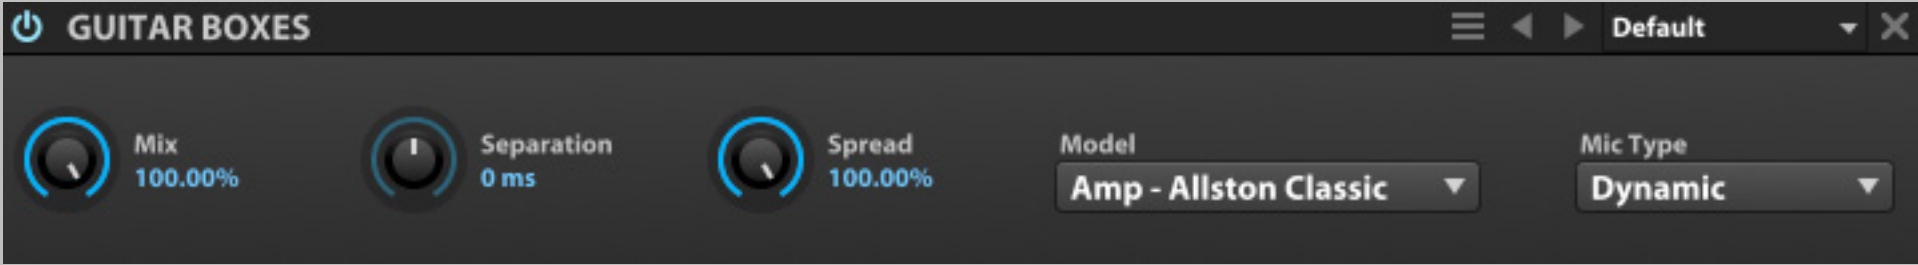 GUITAR BOXES
Default
Mix
100.00%
Separation
0 ms
Spread
100.00%
Model
Amp - Allston Classic
Mic Type
Dynamic